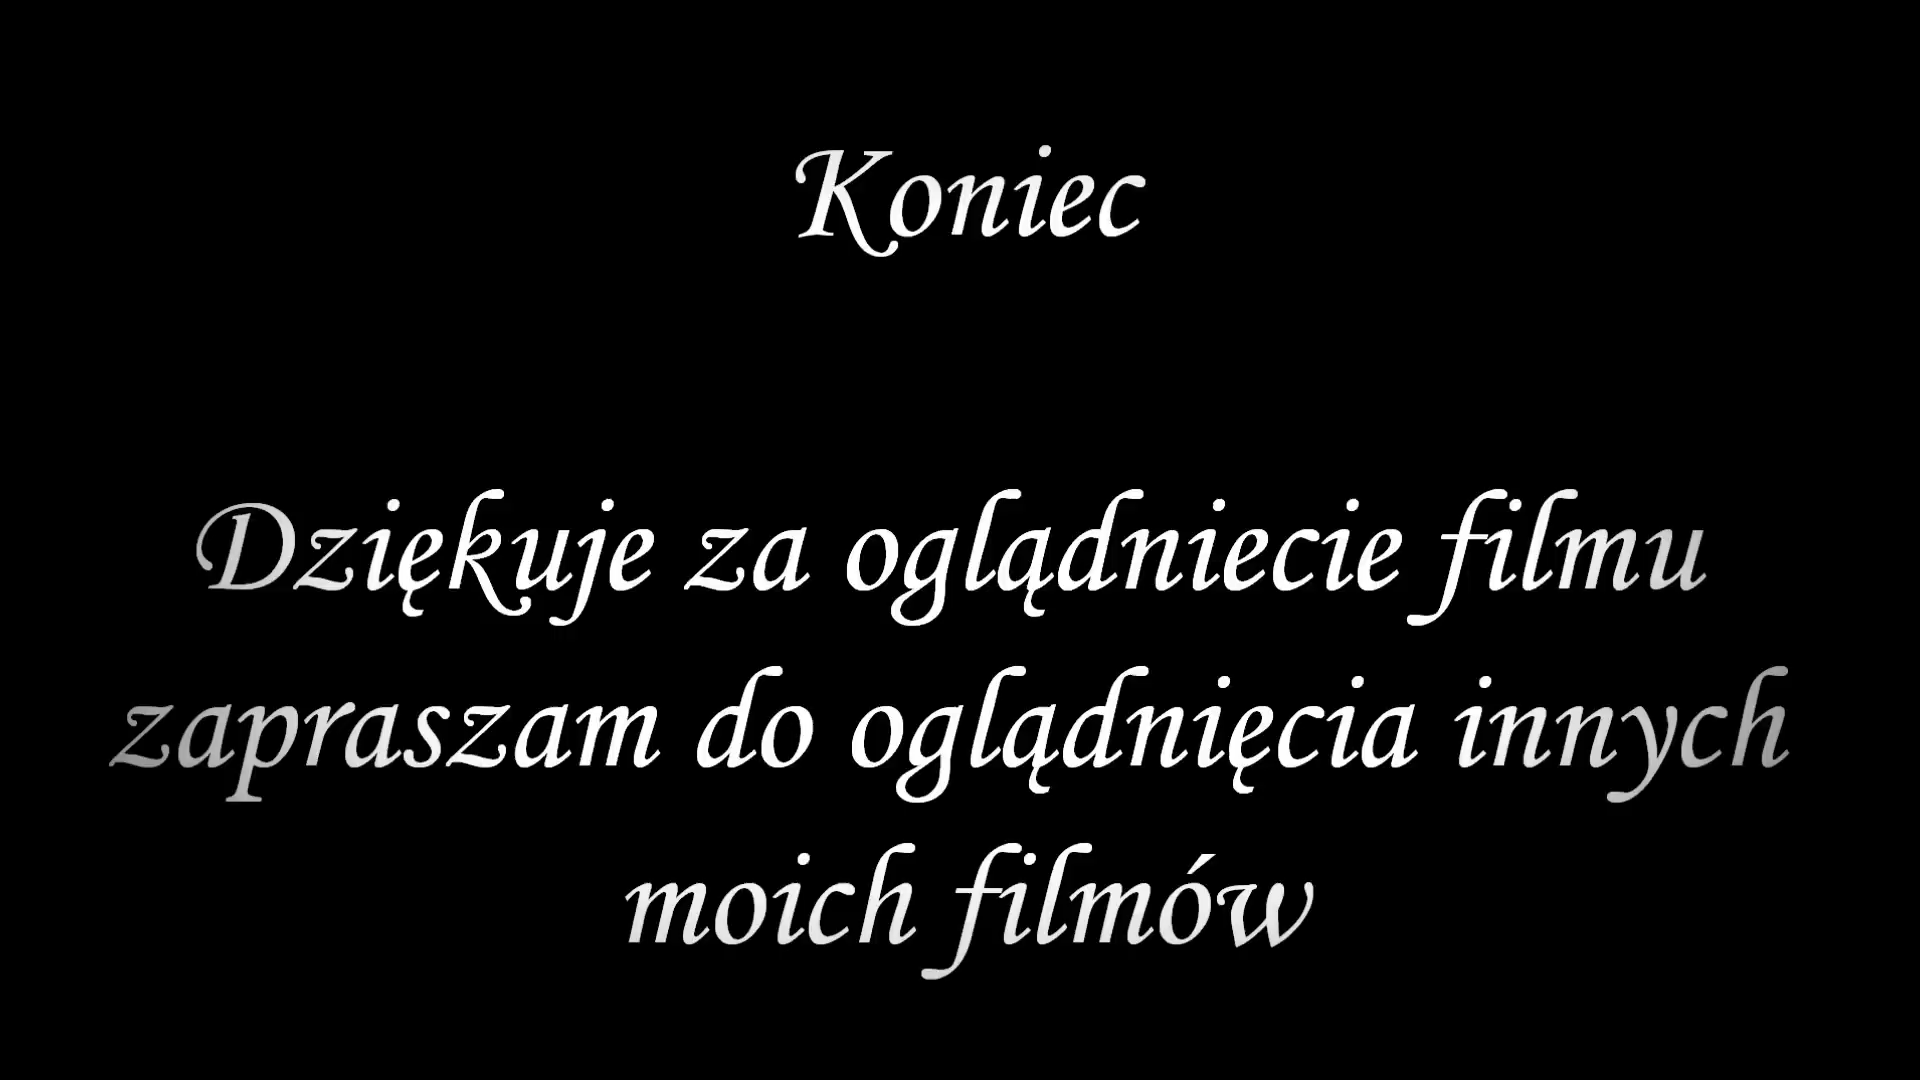 Koniec
Dziękuje za oglądniecie filmu
zapraszam do oglądnięcia innych
moich filmów